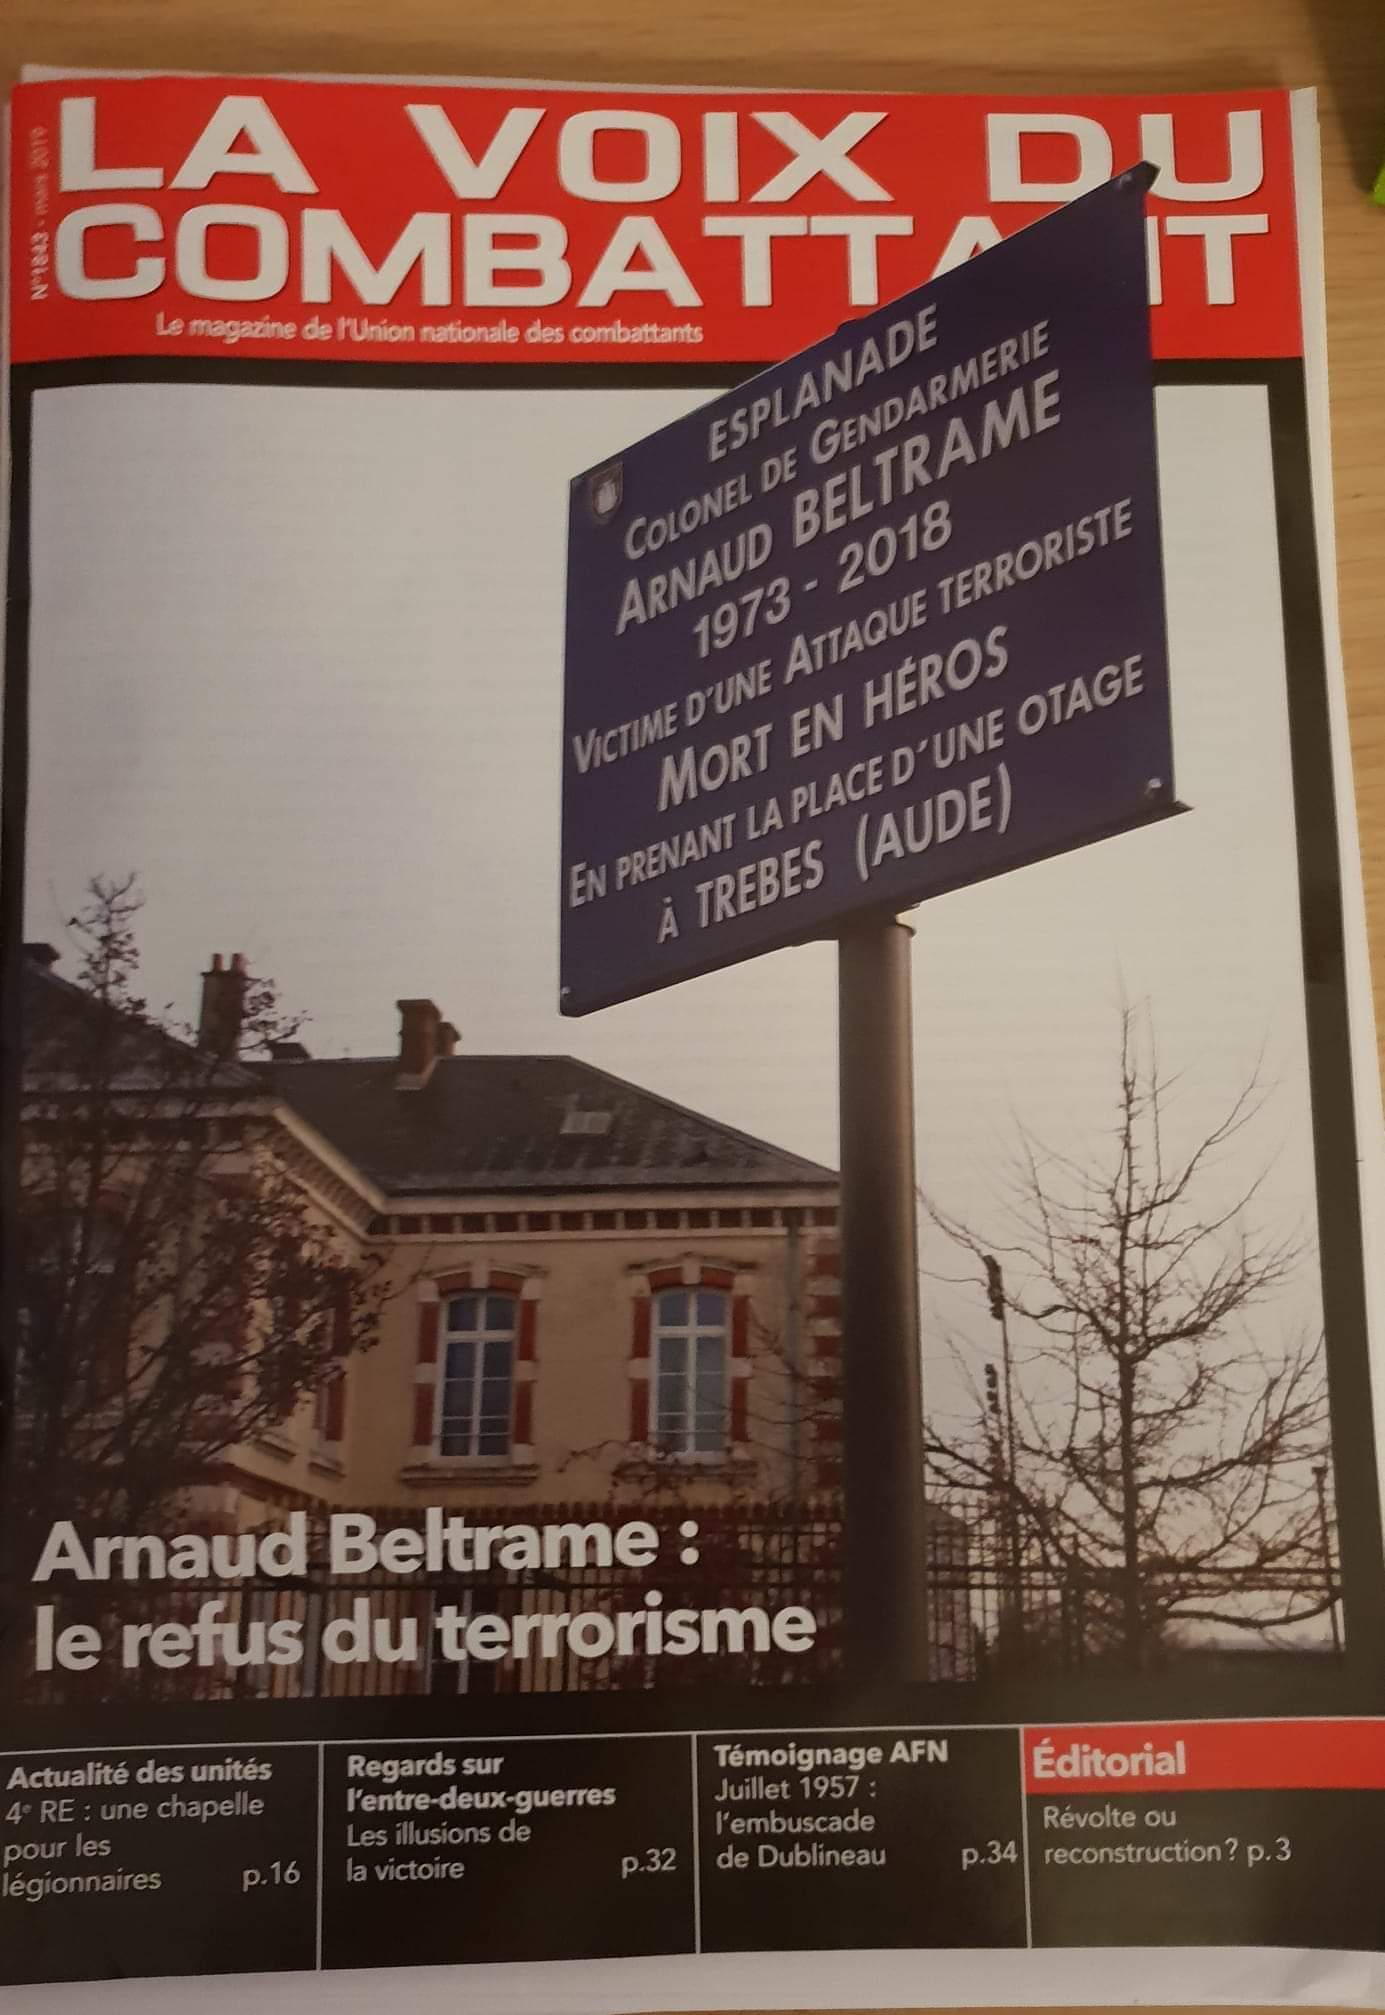 N°1843 - mars 2019
LA VOIX DU
COMBATTANT
Le magazine de l'Union nationale des combattants
ESPLANADE
COLONEL DE GENDARMERIE
ARNAUD BELTRAME
1973 - 2018
VICTIME D'UNE ATTAQUE TERRORISTE
MORT EN HÉROS
EN PRENANT LA PLACE D'UNE OTAGE
À TREBES (AUDE)
Arnaud Beltrame :
le refus du terrorisme
Actualité des unités
4e RE : une chapelle
pour les
légionnaires p.16
Regards sur
l'entre-deux-guerres
Les illusions de
la victoire p.32
Témoignage AFN
Juillet 1957 :
l'embuscade
de Dublineau p.34
Éditorial
Révolte ou
reconstruction ? p.3